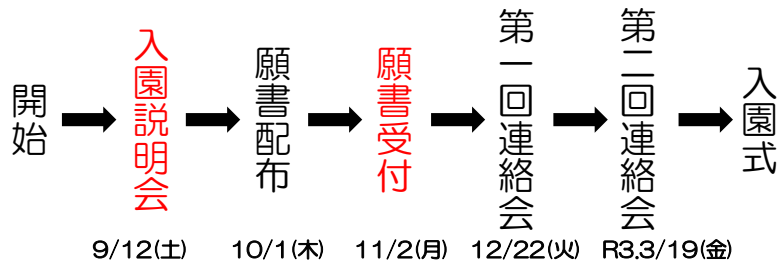 開始
入園説明会
願書配布
願書受付
第一回連絡会
第二回連絡会
入園式
9/12(土)
10/1(木)
11/2(月)
12/22(火)
R3.3/19(金)